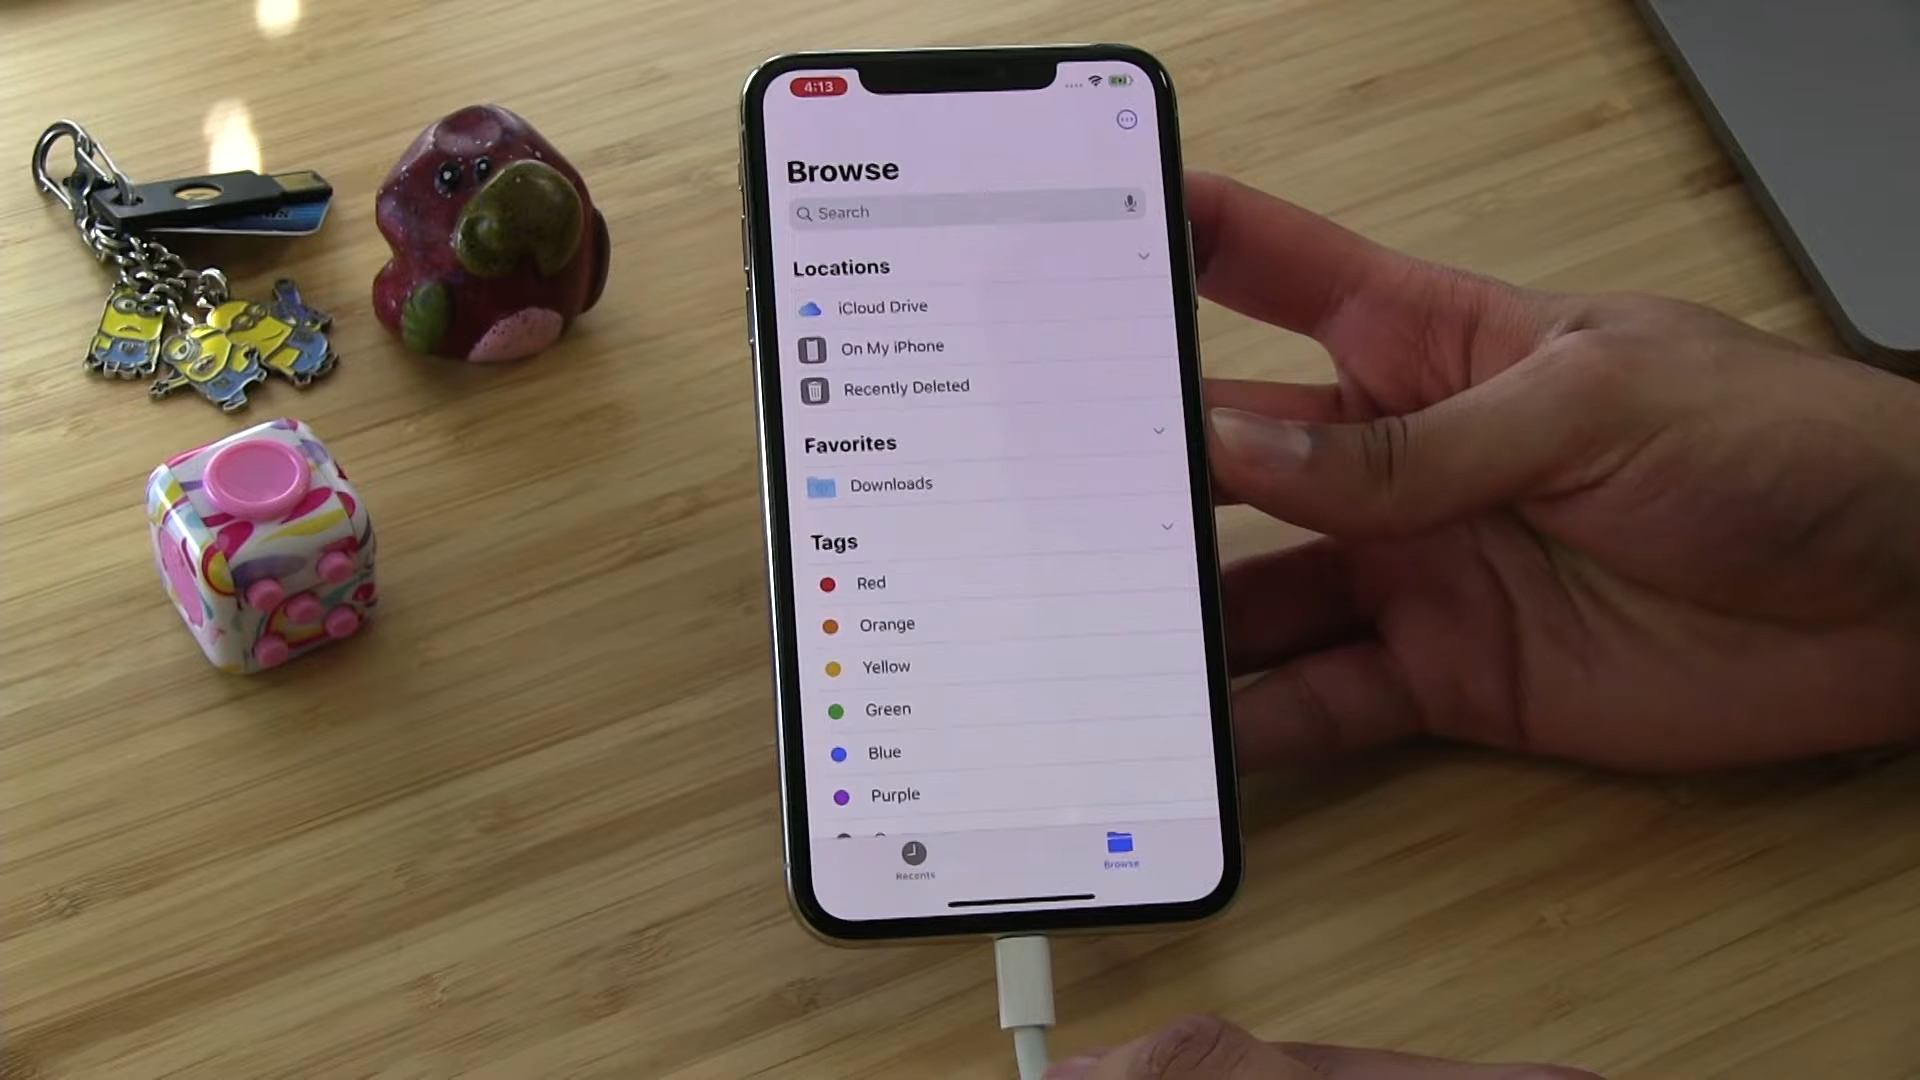 4:13
Browse
Search
Locations
iCloud Drive
On My iPhone
Recently Deleted
Favorites
Downloads
Tags
Red
Orange
Yellow
Green
Blue
Purple
Recents
Browse